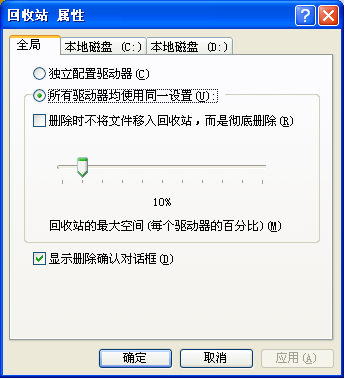 回收站 属性
全局 本地磁盘 (C:) 本地磁盘 (D:)
独立配置驱动器(C)
所有驱动器均使用同一设置(U):
删除时不将文件移入回收站，而是彻底删除(R)
10%
回收站的最大空间(每个驱动器的百分比)(M)
显示删除确认对话框(D)
确定 取消 应用(A)